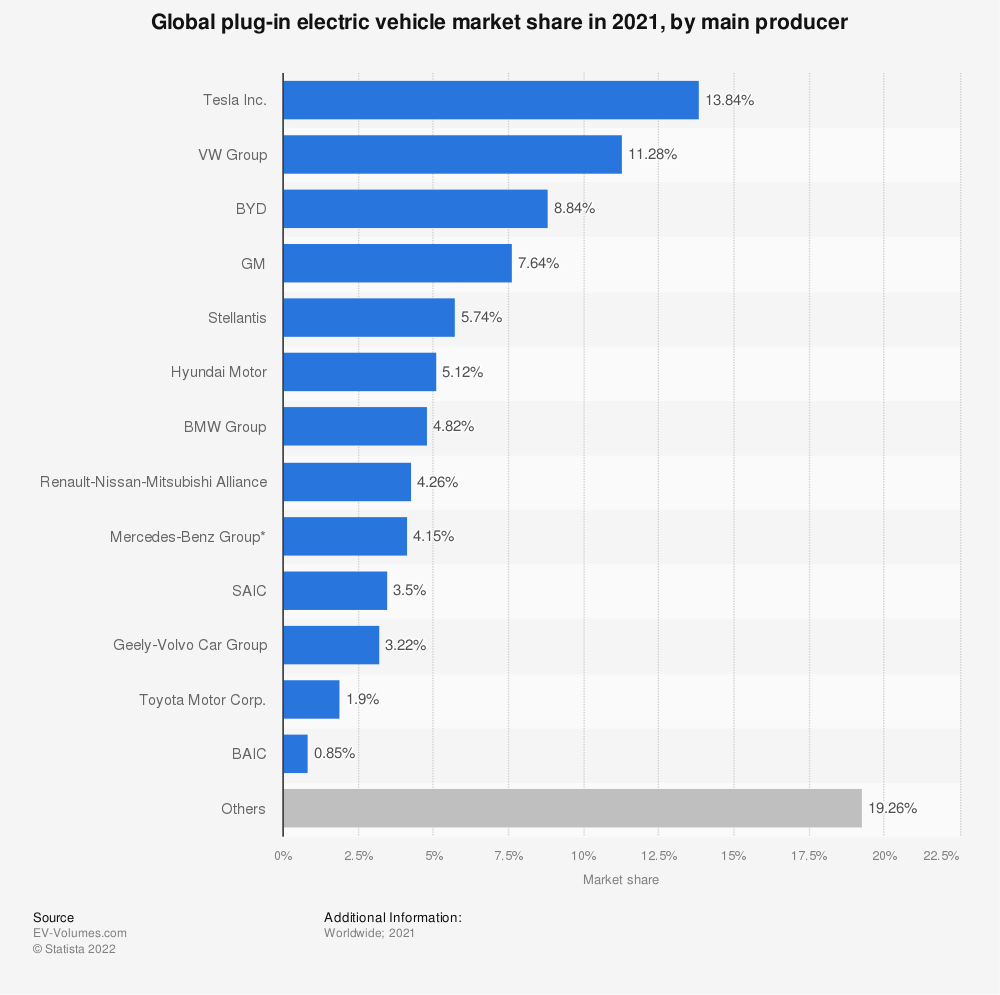 Global plug-in electric vehicle market share in 2021, by main producer
Tesla Inc. 13.84%
VW Group 11.28%
BYD 8.84%
GM 7.64%
Stellantis 5.74%
Hyundai Motor 5.12%
BMW Group 4.82%
Renault-Nissan-Mitsubishi Alliance 4.26%
Mercedes-Benz Group* 4.15%
SAIC 3.5%
Geely-Volvo Car Group 3.22%
Toyota Motor Corp. 1.9%
BAIC 0.85%
Others 19.26%
0% 2.5% 5% 7.5% 10% 12.5% 15% 17.5% 20% 22.5%
Market share
Source
EV-Volumes.com
© Statista 2022
Additional Information:
Worldwide; 2021